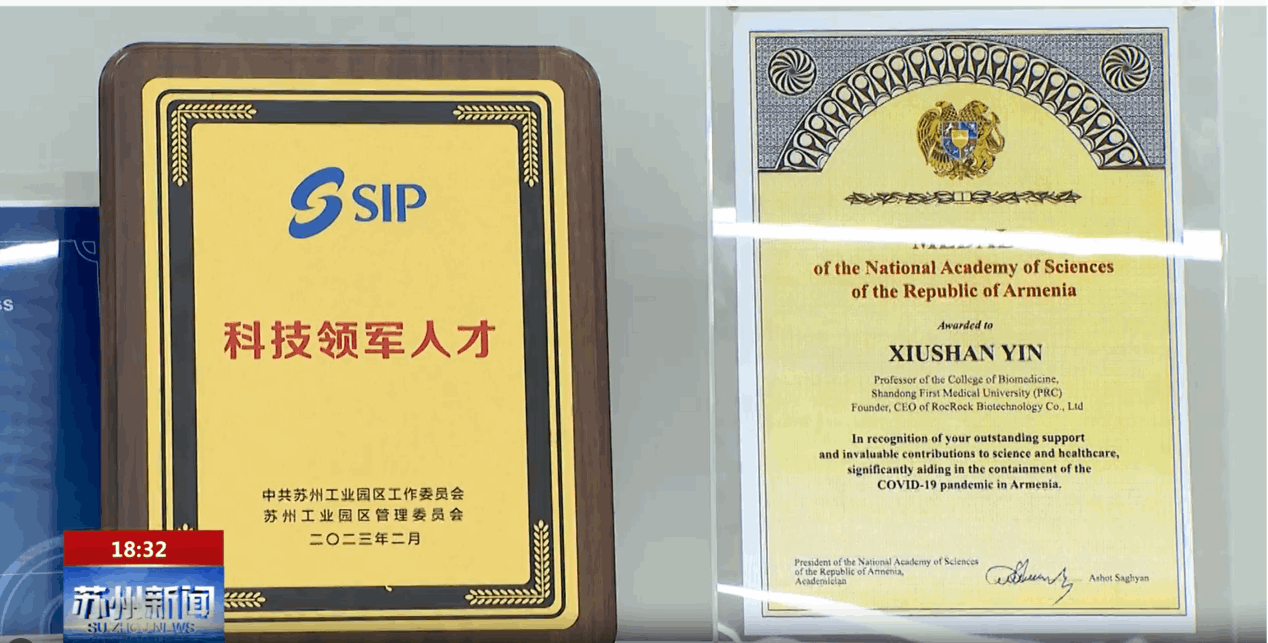 SIP
科技领军人才
中共苏州工业园区工作委员会
苏州工业园区管理委员会
二〇二三年二月
ss
MEDAL
of the National Academy of Sciences
of the Republic of Armenia
Awarded to
XIUSHAN YIN
Professor of the College of Biomedicine,
Shandong First Medical University (PRC)
Founder, CEO of RocRock Biotechnology Co., Ltd
In recognition of your outstanding support
and invaluable contributions to science and healthcare,
significantly aiding in the containment of the
COVID-19 pandemic in Armenia.
President of the National Academy of Sciences
of the Republic of Armenia,
Academician
Ashot Saghyan
18:32
苏州新闻
SUZHOU NEWS